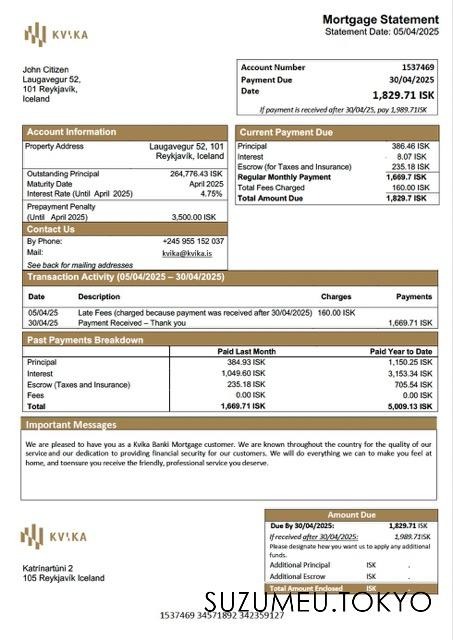 Mortgage Statement
Statement Date: 05/04/2025
KVIKA
John Citizen
Laugavegur 52,
101 Reykjavík,
Iceland
Account Number 1537469
Payment Due 30/04/2025
Date
1,829.71 ISK
If payment is received after 30/04/25, pay 1,989.71ISK
Account Information
Property Address Laugavegur 52, 101
Reykjavík, Iceland
Outstanding Principal 264,776.43 ISK
Maturity Date April 2025
Interest Rate (Until April 2025) 4.75%
Prepayment Penalty
(Until April 2025) 3,500.00 ISK
Contact Us
By Phone: +245 955 152 037
Mail: kvika@kvika.is
See back for mailing addresses
Current Payment Due
Principal 386.46 ISK
Interest 8.07 ISK
Escrow (for Taxes and Insurance) 235.18 ISK
Regular Monthly Payment 1,669.7 ISK
Total Fees Charged 160.00 ISK
Total Amount Due 1,829.7 ISK
Transaction Activity (05/04/2025 – 30/04/2025)
Date Description Charges Payments
05/04/25 Late Fees (charged because payment was received after 30/04/2025) 160.00 ISK
30/04/25 Payment Received – Thank you 1,669.71 ISK
Past Payments Breakdown
Paid Last Month Paid Year to Date
Principal 384.93 ISK 1,150.25 ISK
Interest 1,049.60 ISK 3,153.34 ISK
Escrow (Taxes and Insurance) 235.18 ISK 705.54 ISK
Fees 0.00 ISK 0.00 ISK
Total 1,669.71 ISK 5,009.13 ISK
Important Messages
We are pleased to have you as a Kvika Banki Mortgage customer. We are known throughout the country for the quality of our
service and our dedication to providing financial security for our customers. We will do everything we can to make you feel at
home, and toensure you receive the friendly, professional service you deserve.
KVIKA
Katrínartúni 2
105 Reykjavík Iceland
Amount Due
Due By 30/04/2025: 1,829.71 ISK
If received after 30/04/2025: 1,989.71ISK
Please designate how you want us to apply any additional
funds.
Additional Principal ISK .
Additional Escrow ISK .
Total Amount Enclosed ISK .
SUZUMEU.TOKYO
1537469 34571892 342359127